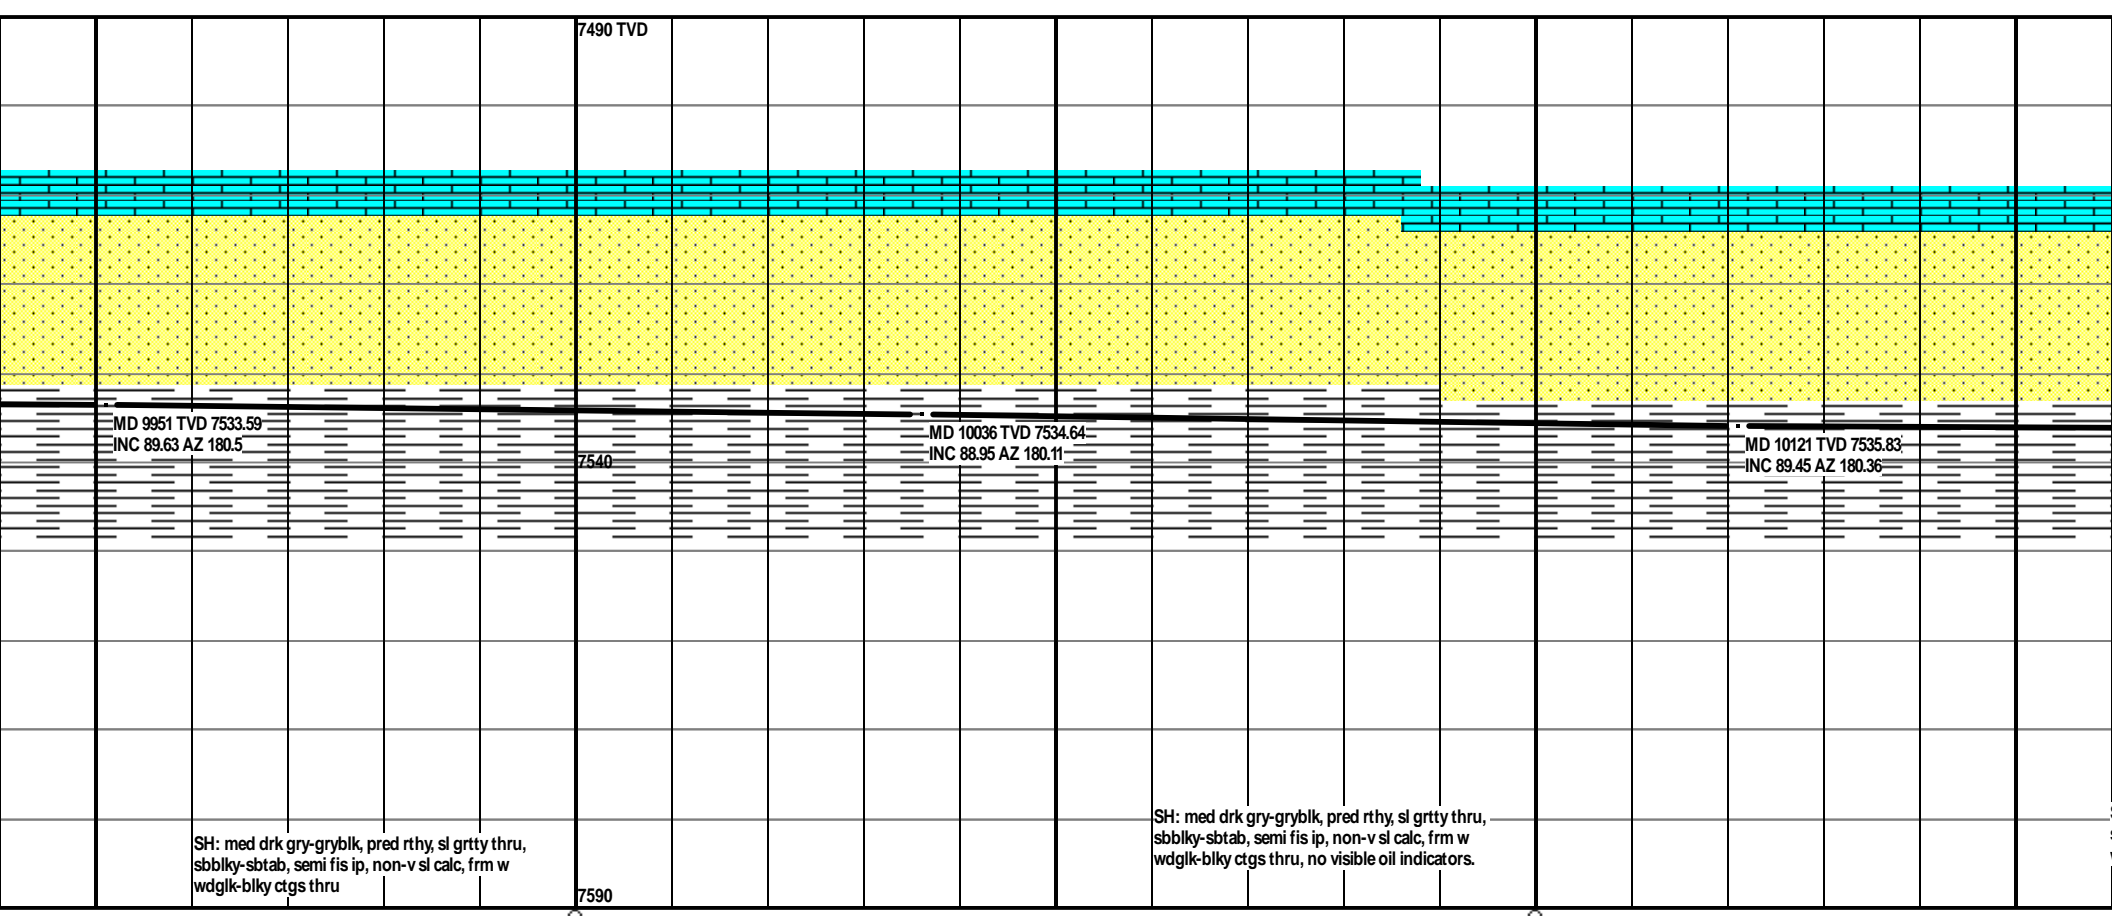 7490 TVD
MD 9951 TVD 7533.59
INC 89.63 AZ 180.5
MD 10036 TVD 7534.64
INC 88.95 AZ 180.11
MD 10121 TVD 7535.83
INC 89.45 AZ 180.36
7540
SH: med drk gry-gryblk, pred rthy, sl grtty thru,
sbblky-sbtab, semi fis ip, non-v sl calc, frm w
wdglk-blky ctgs thru
SH: med drk gry-gryblk, pred rthy, sl grtty thru,
sbblky-sbtab, semi fis ip, non-v sl calc, frm w
wdglk-blky ctgs thru, no visible oil indicators.
7590